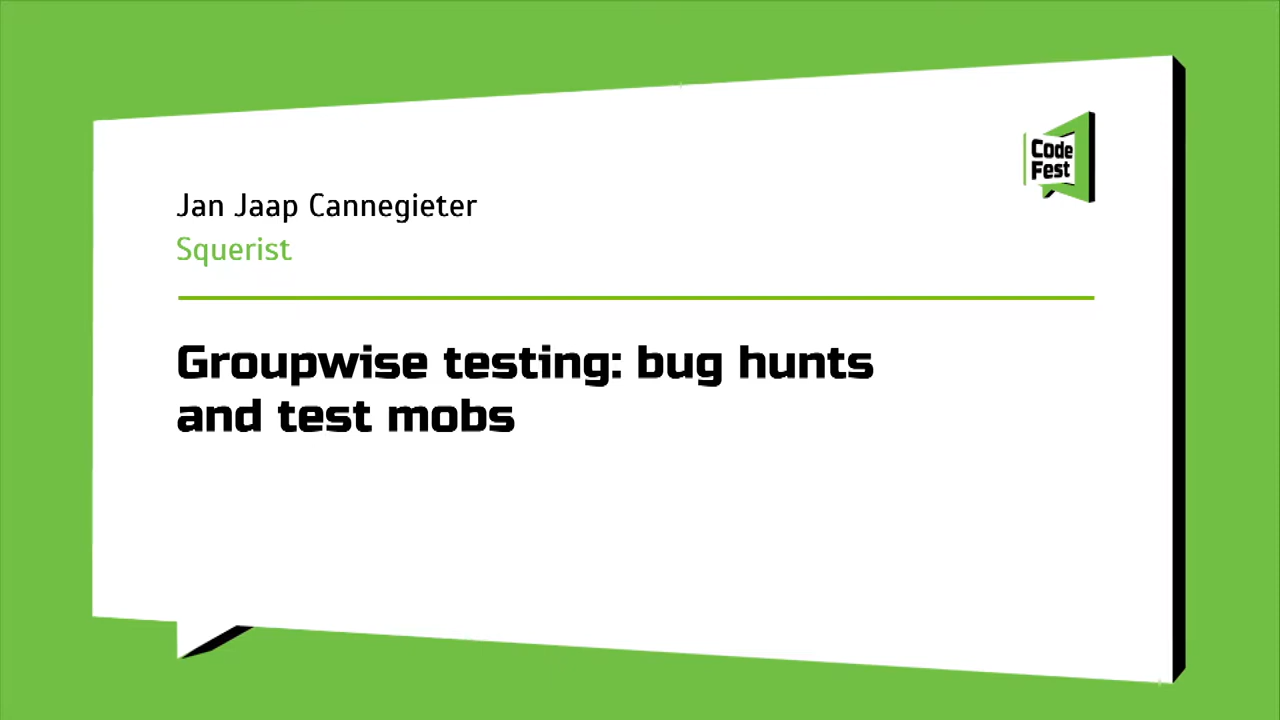 Code
Fest
Jan Jaap Cannegieter
Squerist
Groupwise testing: bug hunts
and test mobs